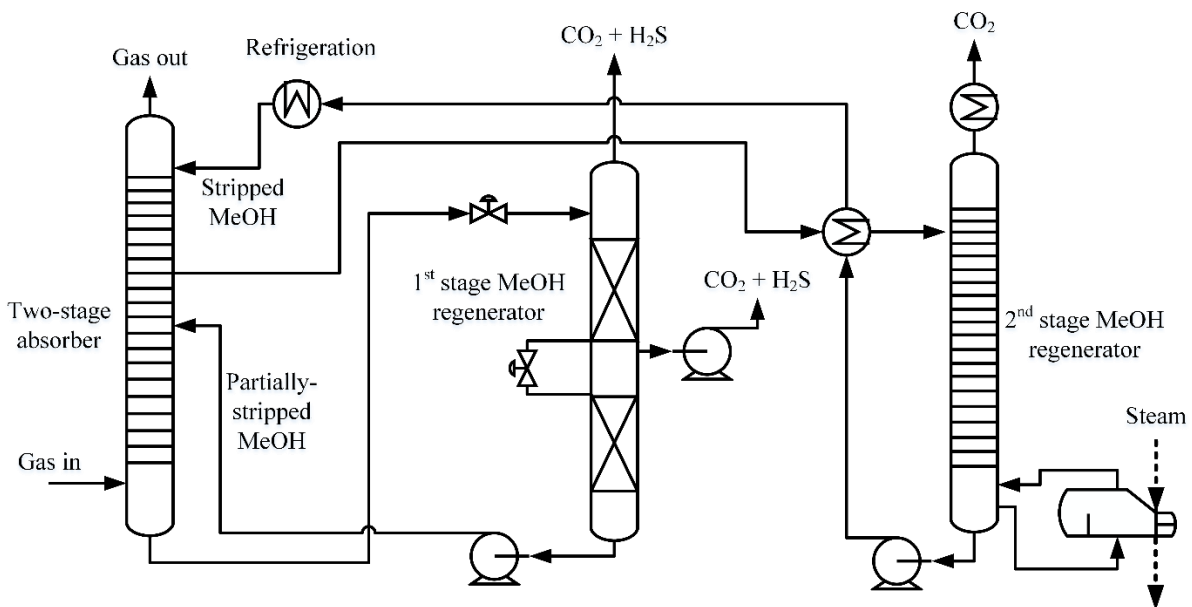 Gas out
Refrigeration
CO₂ + H₂S
CO₂
Stripped
MeOH
1st stage MeOH
regenerator
CO₂ + H₂S
Two-stage
absorber
2nd stage MeOH
regenerator
Partially-
stripped
MeOH
Steam
Gas in